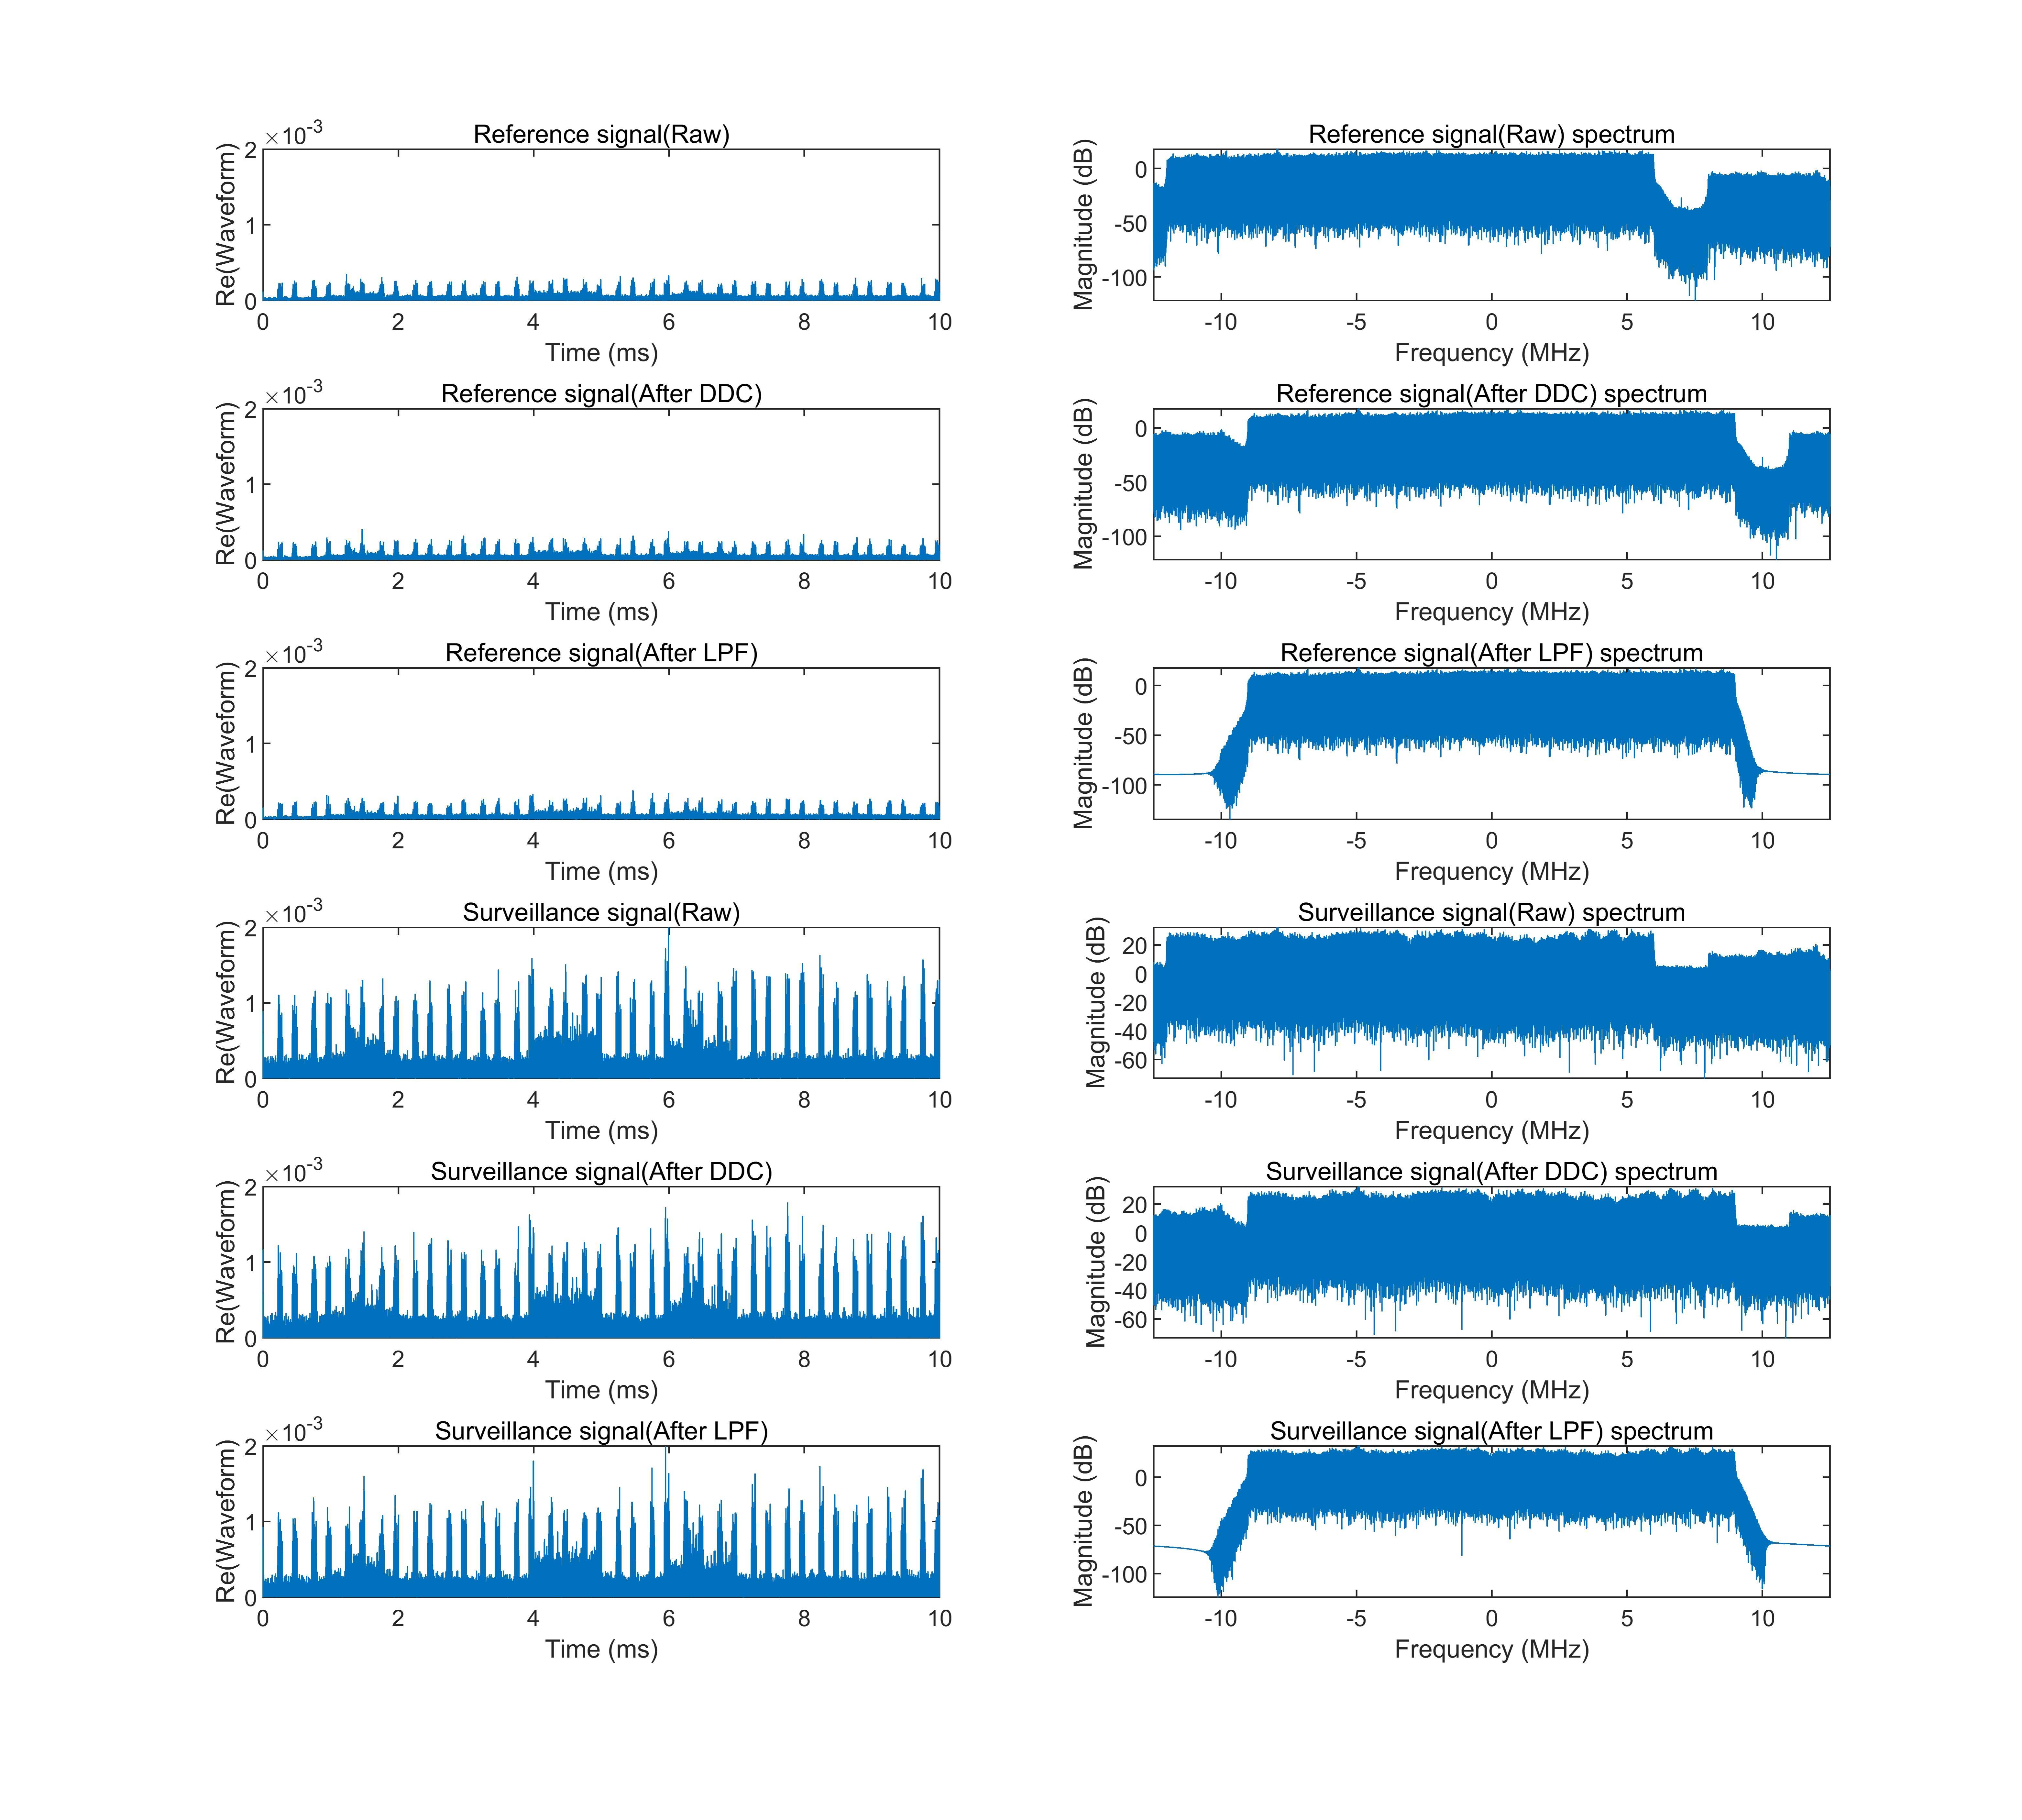 Reference signal(Raw)
×10-3
Re(Waveform)
2
1
0
0 2 4 6 8 10
Time (ms)
Reference signal(Raw) spectrum
Magnitude (dB)
0
-50
-100
-10 -5 0 5 10
Frequency (MHz)
Reference signal(After DDC)
×10-3
Re(Waveform)
2
1
0
0 2 4 6 8 10
Time (ms)
Reference signal(After DDC) spectrum
Magnitude (dB)
0
-50
-100
-10 -5 0 5 10
Frequency (MHz)
Reference signal(After LPF)
×10-3
Re(Waveform)
2
1
0
0 2 4 6 8 10
Time (ms)
Reference signal(After LPF) spectrum
Magnitude (dB)
0
-50
-100
-10 -5 0 5 10
Frequency (MHz)
Surveillance signal(Raw)
×10-3
Re(Waveform)
2
1
0
0 2 4 6 8 10
Time (ms)
Surveillance signal(Raw) spectrum
Magnitude (dB)
20
0
-20
-40
-60
-10 -5 0 5 10
Frequency (MHz)
Surveillance signal(After DDC)
×10-3
Re(Waveform)
2
1
0
0 2 4 6 8 10
Time (ms)
Surveillance signal(After DDC) spectrum
Magnitude (dB)
20
0
-20
-40
-60
-10 -5 0 5 10
Frequency (MHz)
Surveillance signal(After LPF)
×10-3
Re(Waveform)
2
1
0
0 2 4 6 8 10
Time (ms)
Surveillance signal(After LPF) spectrum
Magnitude (dB)
0
-50
-100
-10 -5 0 5 10
Frequency (MHz)